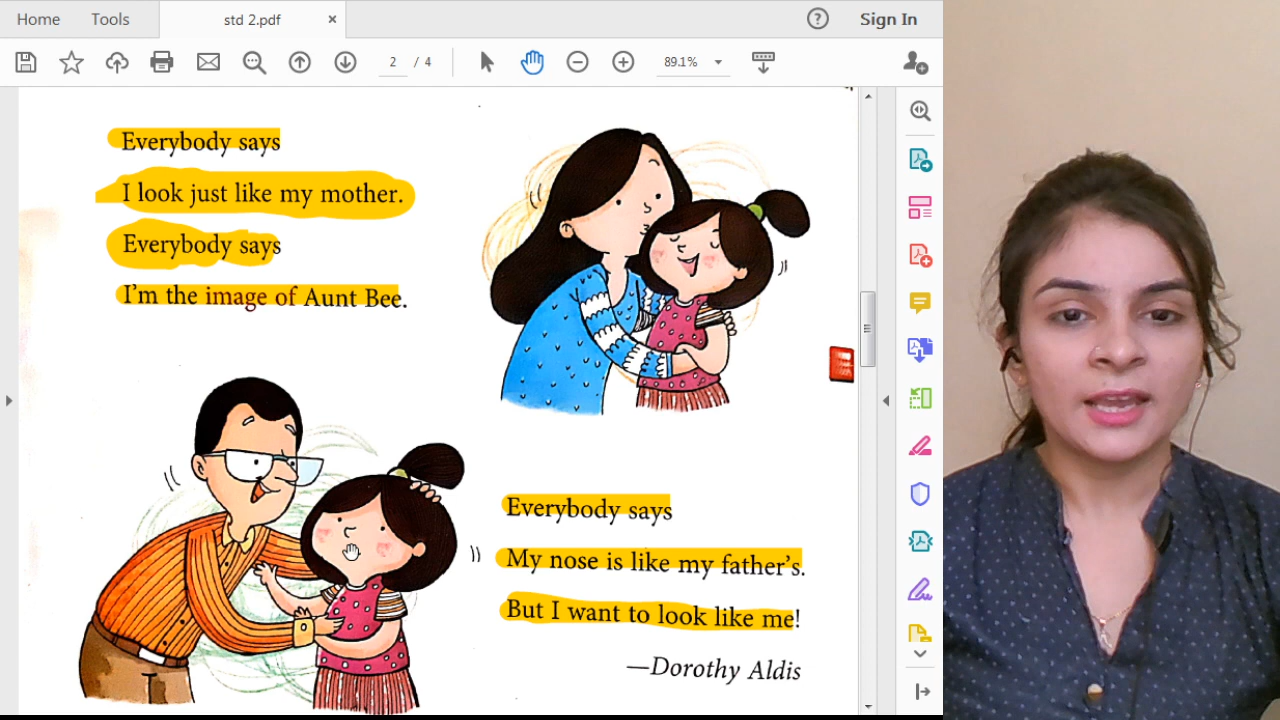 Home Tools std 2.pdf × ? Sign In
2 / 4 89.1%
Everybody says
I look just like my mother.
Everybody says
I'm the image of Aunt Bee.
Everybody says
My nose is like my father's.
But I want to look like me!
—Dorothy Aldis